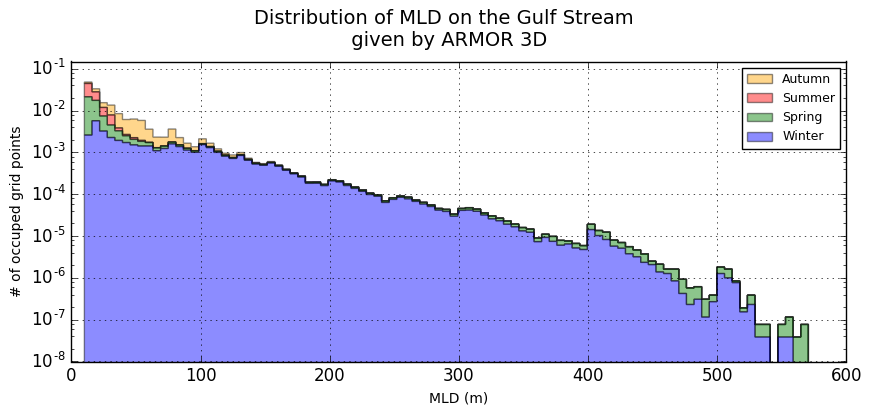 Distribution of MLD on the Gulf Stream
given by ARMOR 3D
# of occuped grid points
10^-1
10^-2
10^-3
10^-4
10^-5
10^-6
10^-7
10^-8
Autumn
Summer
Spring
Winter
0 100 200 300 400 500 600
MLD (m)